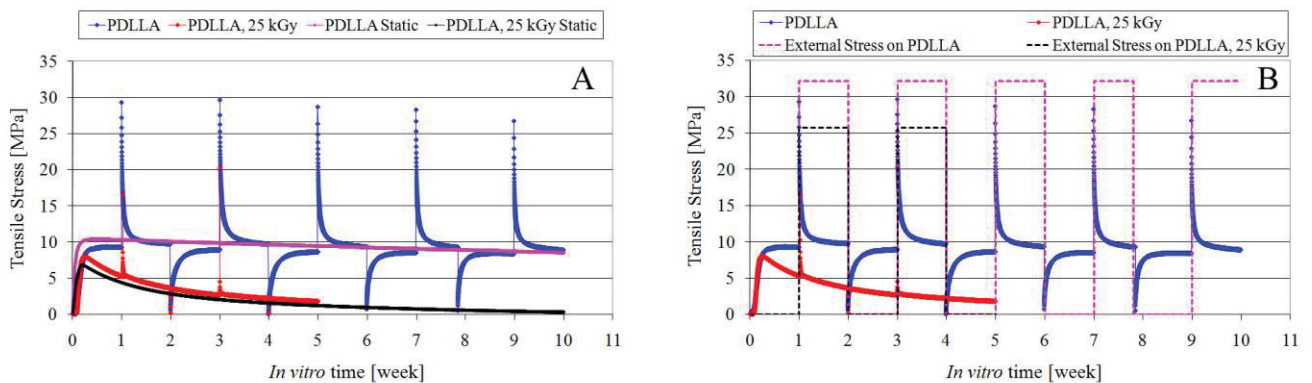 PDLLA PDLLA, 25 kGy PDLLA Static PDLLA, 25 kGy Static
A
Tensile Stress [MPa]
35
30
25
20
15
10
5
0
0 1 2 3 4 5 6 7 8 9 10 11
In vitro time [week]
PDLLA PDLLA, 25 kGy
External Stress on PDLLA External Stress on PDLLA, 25 kGy
B
Tensile Stress [MPa]
35
30
25
20
15
10
5
0
0 1 2 3 4 5 6 7 8 9 10 11
In vitro time [week]